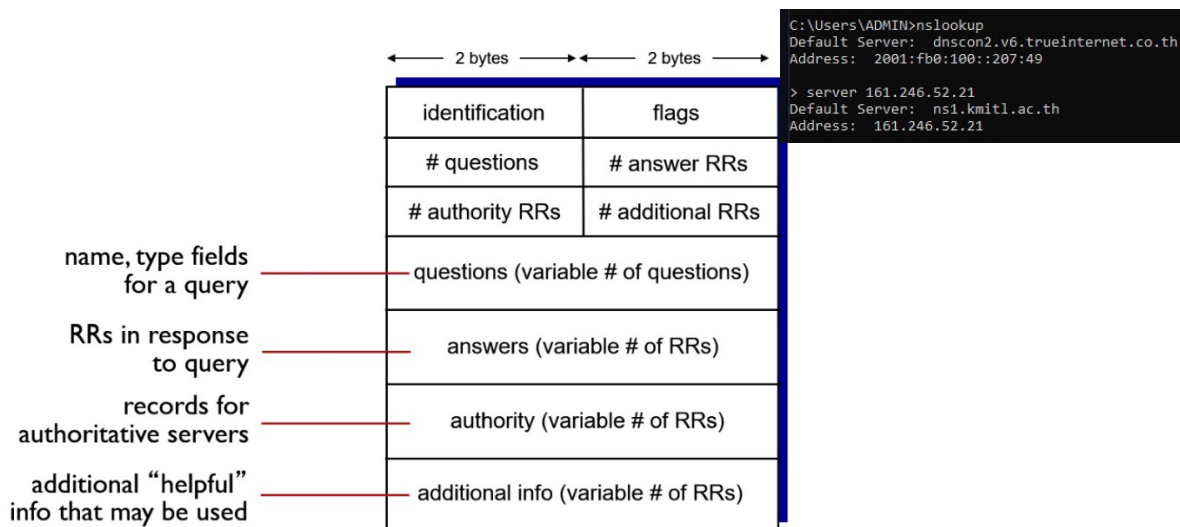 C:\Users\ADMIN>nslookup
Default Server:  dnscon2.v6.trueinternet.co.th
Address:  2001:fb0:100::207:49
> server 161.246.52.21
Default Server:  ns1.kmitl.ac.th
Address:  161.246.52.21
2 bytes
2 bytes
identification
flags
# questions
# answer RRs
# authority RRs
# additional RRs
name, type fields
for a query
questions (variable # of questions)
RRs in response
to query
answers (variable # of RRs)
records for
authoritative servers
authority (variable # of RRs)
additional “helpful”
info that may be used
additional info (variable # of RRs)